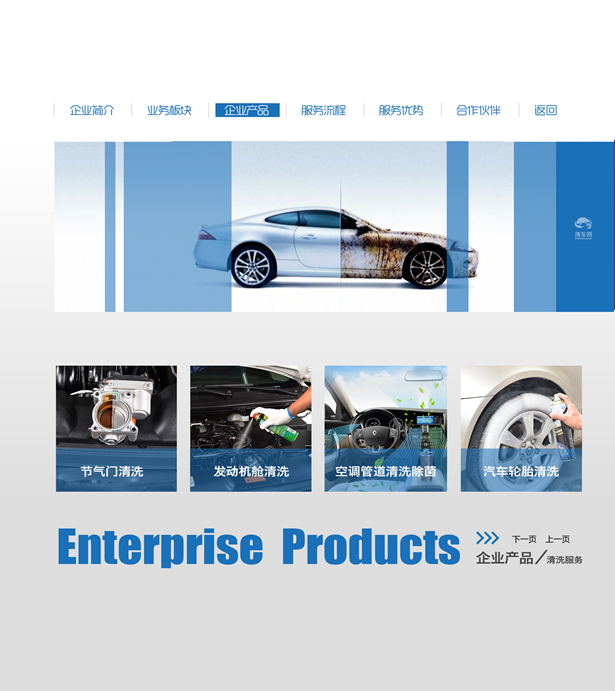 企业简介 业务板块 企业产品 服务流程 服务优势 合作伙伴 返回
节气门清洗 发动机舱清洗 空调管道清洗除菌 汽车轮胎清洗
Enterprise Products
下一页 上一页
企业产品/清洗服务